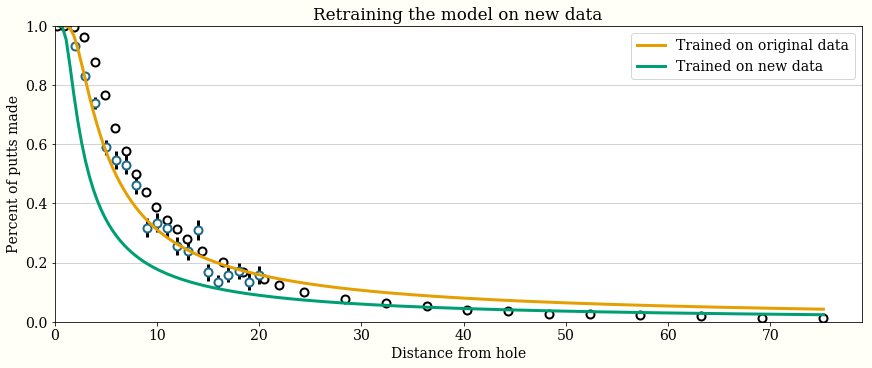 Retraining the model on new data
Trained on original data
Trained on new data
Percent of putts made
1.0
0.8
0.6
0.4
0.2
0.0
0 10 20 30 40 50 60 70
Distance from hole